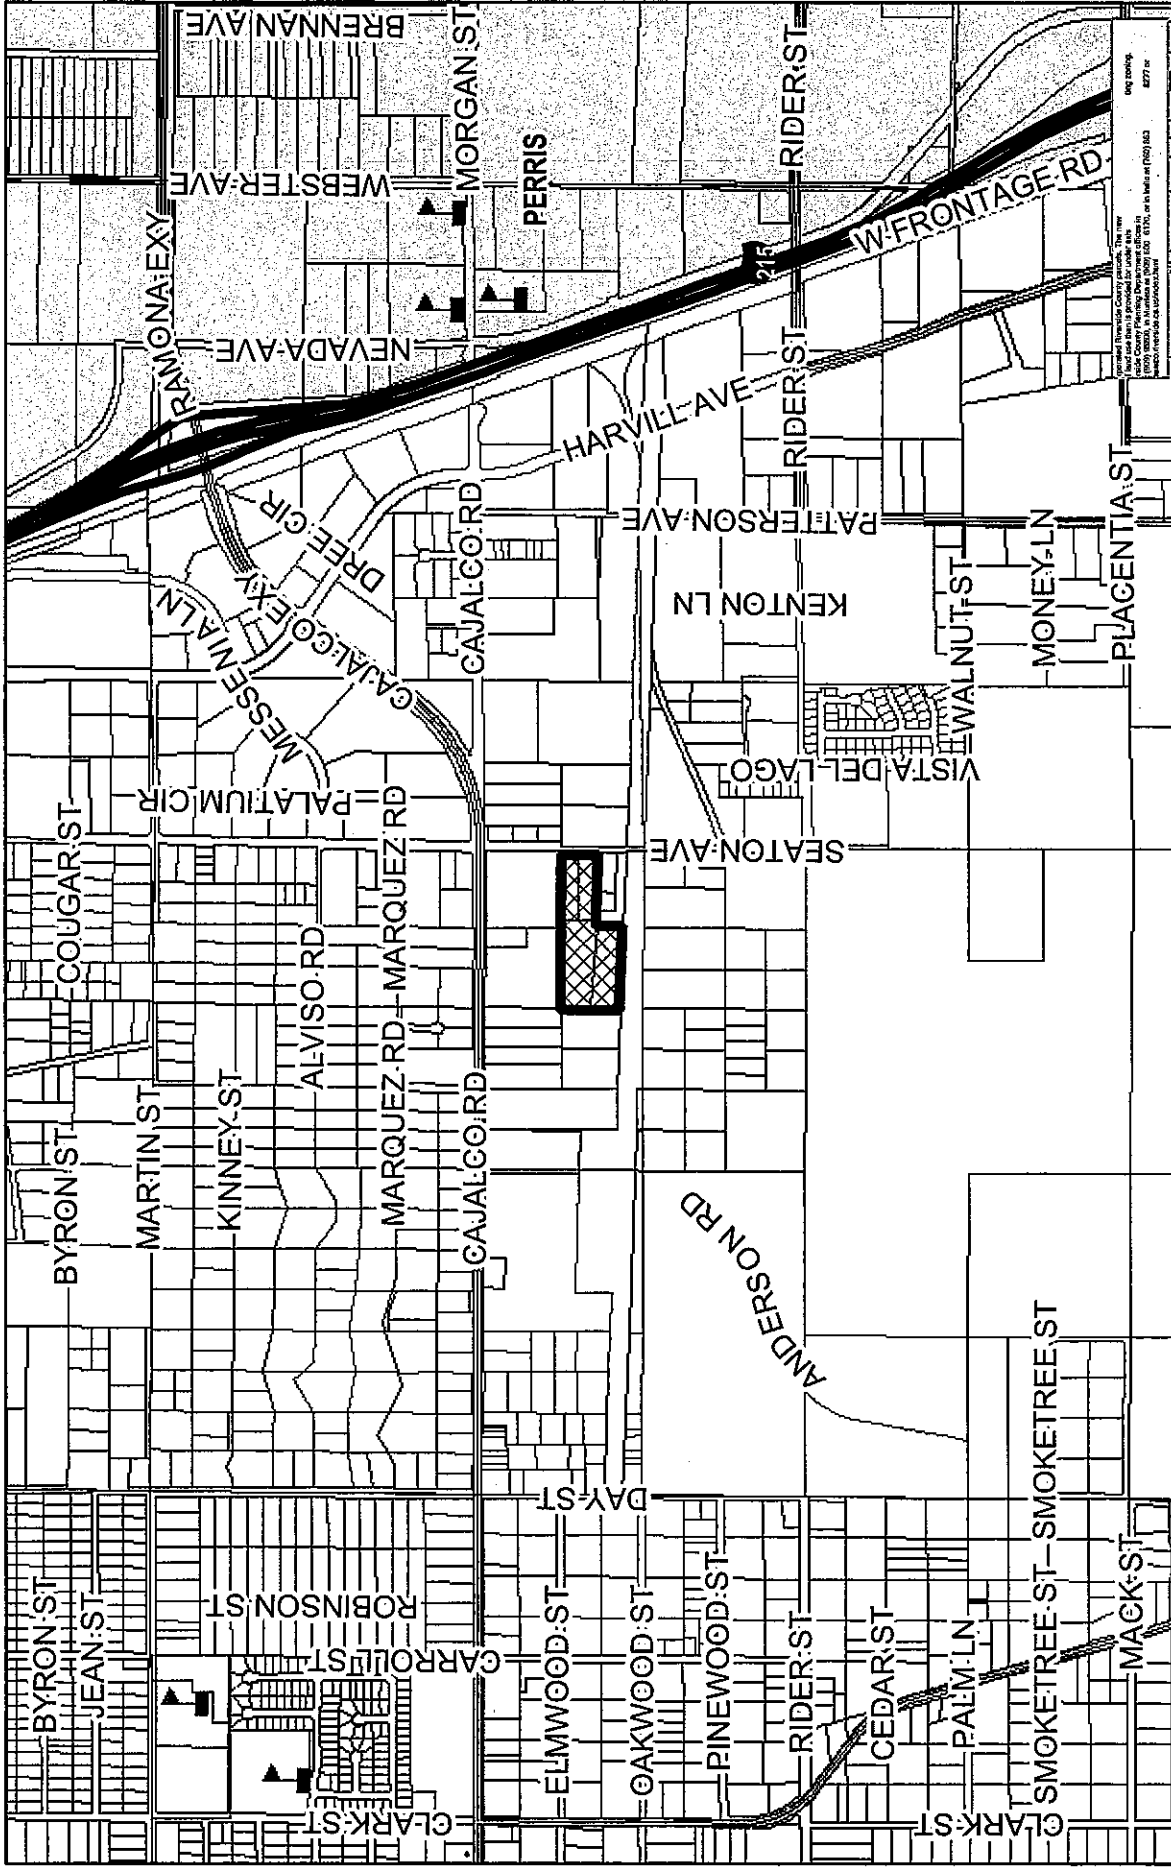 BRENNAN AVE
MORGAN ST
RIDER ST
WEBSTER AVE
PERRIS
RAMONA EXY
W FRONTAGE RD
215
NEVADA AVE
HARVILL AVE
RIDER ST
DREE CIR
CAJALCO RD
PATTERSON AVE
PLACENTIA ST
MESSENIA LN
CAJALCO EXY
KENTON LN
WALNUT ST
MONEY LN
PALATIUM CIR
MARQUEZ RD
VISTA DEL LAGO
COUGAR ST
SEATON AVE
ALVISO RD
MARQUEZ RD
CAJALCO RD
BYRON ST
MARTIN ST
KINNEY ST
ANDERSON RD
SMOKETREE ST
DAY ST
BYRON ST
JEAN ST
ROBINSON ST
CARROLL ST
ELMWOOD ST
OAKWOOD ST
PINEWOOD ST
RIDER ST
CEDAR ST
PALM LN
SMOKETREE ST
MACK ST
CLARK ST
CLARK ST